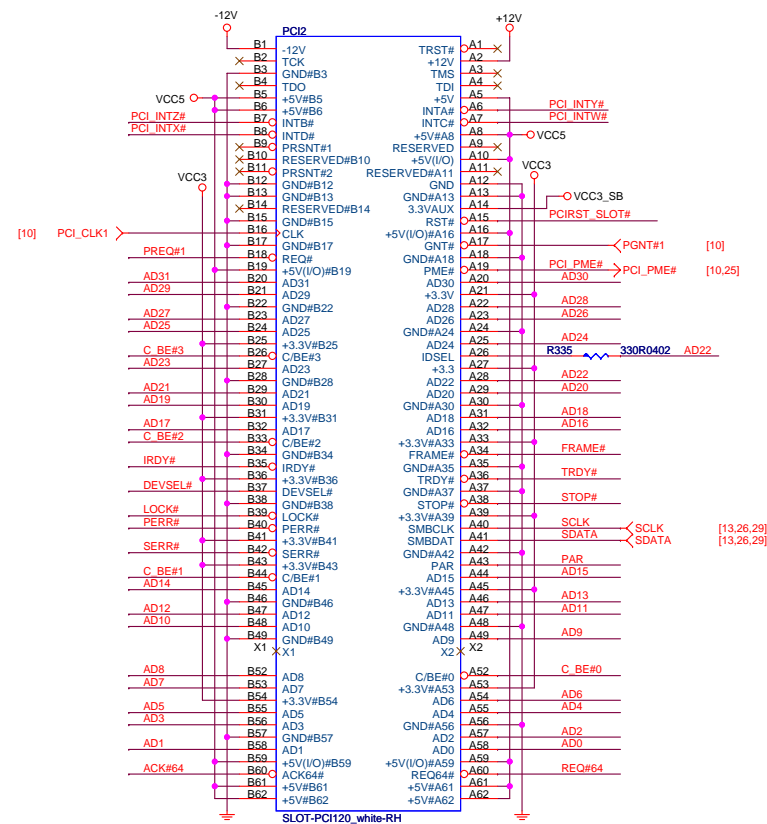 -12V +12V
PCI2
B1 -12V TRST# A1
B2 TCK +12V A2
B3 GND#B3 TMS A3
B4 TDO TDI A4
VCC5 B5 +5V#B5 +5V A5
B6 +5V#B6 INTA# A6 PCI_INTY#
PCI_INTZ# B7 INTB# INTC# A7 PCI_INTW#
PCI_INTX# B8 INTD# +5V#A8 A8 VCC5
B9 PRSNT#1 RESERVED A9
B10 RESERVED#B10 +5V(I/O) A10
B11 PRSNT#2 RESERVED#A11 A11 VCC3
VCC3 B12 GND#B12 GND A12
B13 GND#B13 GND#A13 A13
B14 RESERVED#B14 3.3VAUX A14 VCC3_SB
B15 GND#B15 RST# A15 PCIRST_SLOT#
[10] PCI_CLK1 B16 CLK +5V(I/O)#A16 A16
B17 GND#B17 GNT# A17 PGNT#1 [10]
PREQ#1 B18 REQ# GND#A18 A18
B19 +5V(I/O)#B19 PME# A19 PCI_PME# PCI_PME# [10,25]
AD31 B20 AD31 AD30 A20 AD30
AD29 B21 AD29 +3.3V A21
B22 GND#B22 AD28 A22 AD28
AD27 B23 AD27 AD26 A23 AD26
AD25 B24 AD25 GND#A24 A24
B25 +3.3V#B25 AD24 A25 AD24
C_BE#3 B26 C/BE#3 IDSEL A26 R335 330R0402 AD22
AD23 B27 AD23 +3.3 A27
B28 GND#B28 AD22 A28 AD22
AD21 B29 AD21 AD20 A29 AD20
AD19 B30 AD19 GND#A30 A30
B31 +3.3V#B31 AD18 A31 AD18
AD17 B32 AD17 AD16 A32 AD16
C_BE#2 B33 C/BE#2 +3.3V#A33 A33
B34 GND#B34 FRAME# A34 FRAME#
IRDY# B35 IRDY# GND#A35 A35
B36 +3.3V#B36 TRDY# A36 TRDY#
DEVSEL# B37 DEVSEL# GND#A37 A37
B38 GND#B38 STOP# A38 STOP#
LOCK# B39 LOCK# +3.3V#A39 A39
PERR# B40 PERR# SMBCLK A40 SCLK SCLK [13,26,29]
B41 +3.3V#B41 SMBDAT A41 SDATA SDATA [13,26,29]
SERR# B42 SERR# GND#A42 A42
B43 +3.3V#B43 PAR A43 PAR
C_BE#1 B44 C/BE#1 AD15 A44 AD15
AD14 B45 AD14 +3.3V#A45 A45
B46 GND#B46 AD13 A46 AD13
AD12 B47 AD12 AD11 A47 AD11
AD10 B48 AD10 GND#A48 A48
B49 GND#B49 AD9 A49 AD9
X1 X1 X2 X2
AD8 B52 AD8 C/BE#0 A52 C_BE#0
AD7 B53 AD7 +3.3V#A53 A53
B54 +3.3V#B54 AD6 A54 AD6
AD5 B55 AD5 AD4 A55 AD4
AD3 B56 AD3 GND#A56 A56
B57 GND#B57 AD2 A57 AD2
AD1 B58 AD1 AD0 A58 AD0
B59 +5V(I/O)#B59 +5V(I/O)#A59 A59
ACK#64 B60 ACK64# REQ64# A60 REQ#64
B61 +5V#B61 +5V#A61 A61
B62 +5V#B62 +5V#A62 A62
SLOT-PCI120_white-RH